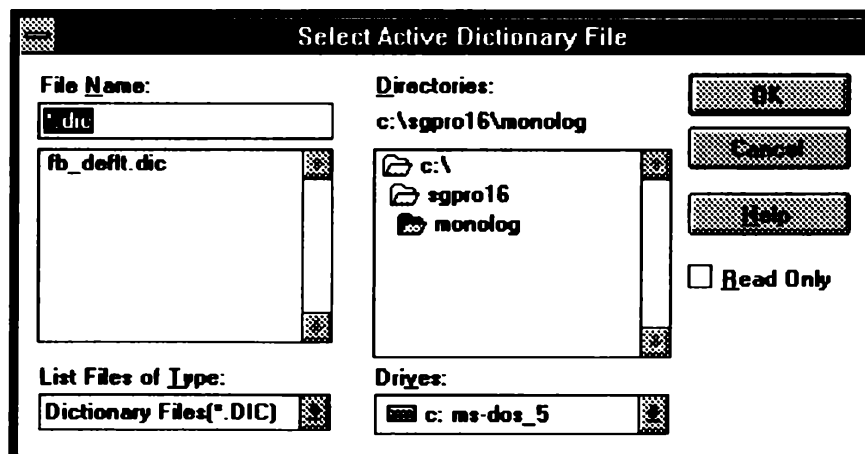 Select Active Dictionary File
File Name:
*.dic
fb_deflt.dic
List Files of Type:
Dictionary Files(*.DIC)
Directories:
c:\sgpro16\monolog
c:\
sgpro16
monolog
Drives:
c: ms-dos_5
OK
Cancel
Help
Read Only